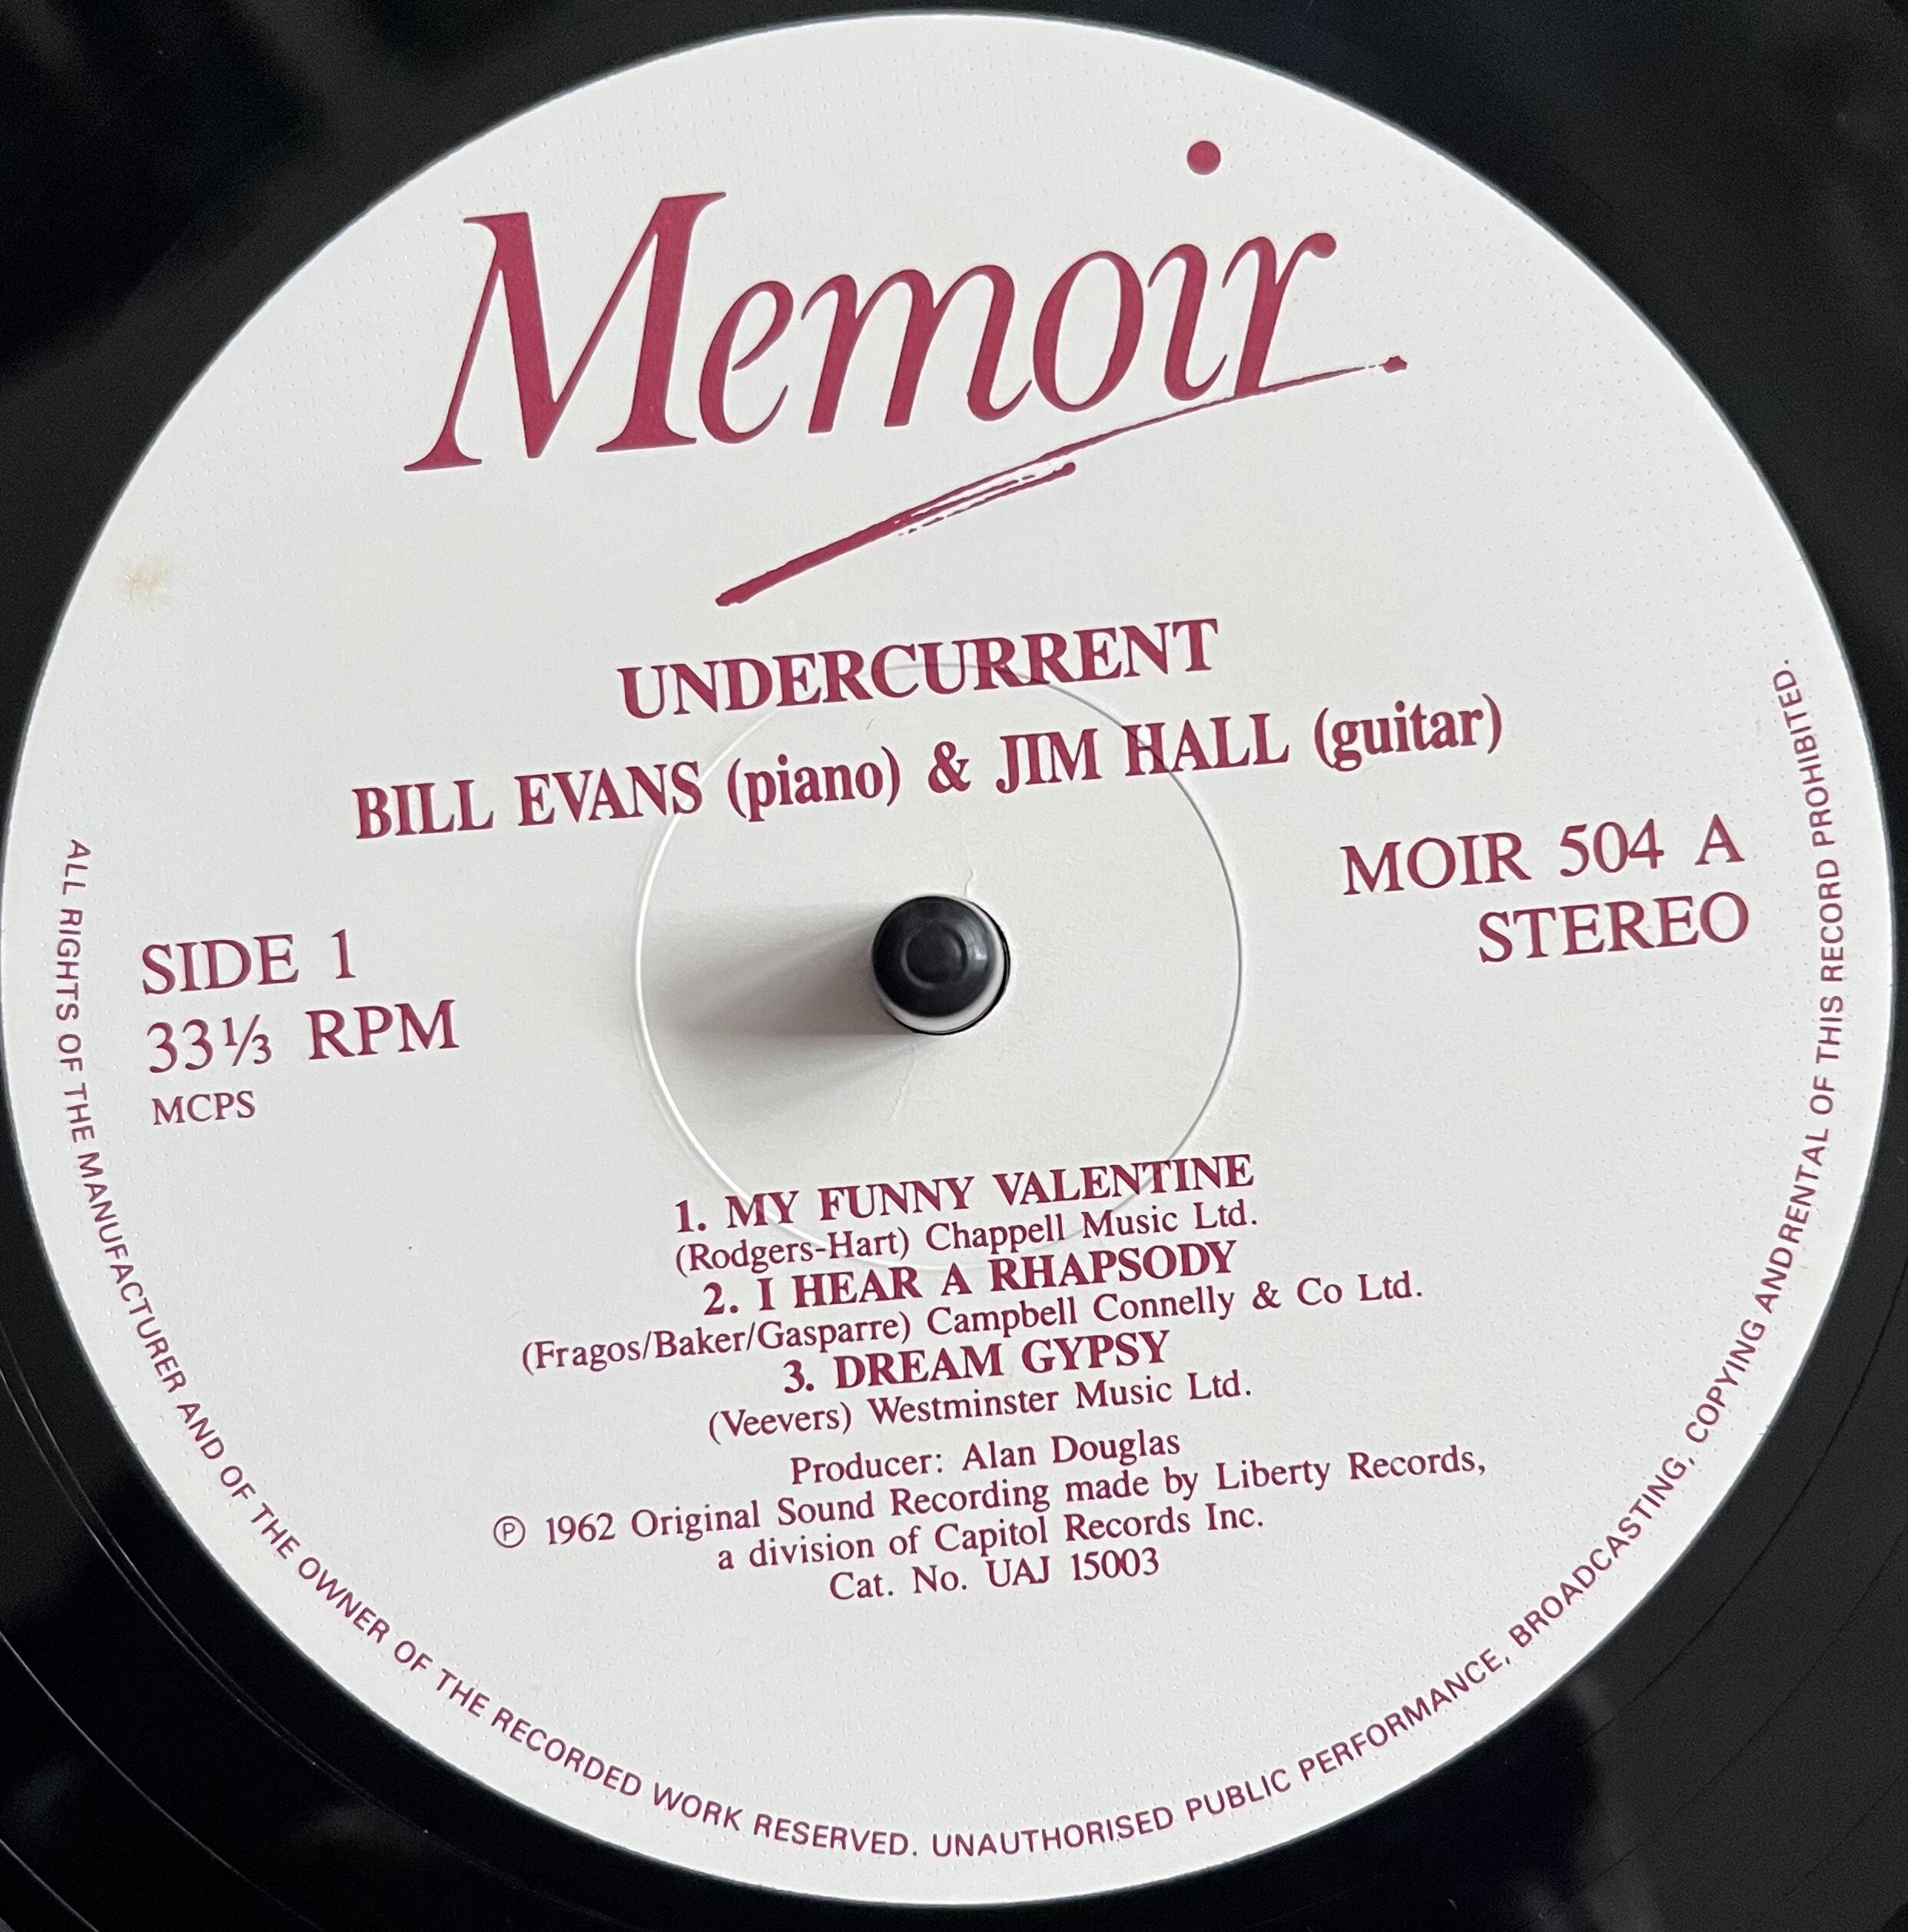 Memoir
UNDERCURRENT
BILL EVANS (piano) & JIM HALL (guitar)
MOIR 504 A
STEREO
SIDE 1
33⅓ RPM
MCPS
1. MY FUNNY VALENTINE
(Rodgers-Hart) Chappell Music Ltd.
2. I HEAR A RHAPSODY
(Fragos/Baker/Gasparre) Campbell Connelly & Co Ltd.
3. DREAM GYPSY
(Veevers) Westminster Music Ltd.
Producer: Alan Douglas
℗ 1962 Original Sound Recording made by Liberty Records,
a division of Capitol Records Inc.
Cat. No. UAJ 15003
ALL RIGHTS OF THE MANUFACTURER AND OF THE OWNER OF THE RECORDED WORK RESERVED. UNAUTHORISED PUBLIC PERFORMANCE, BROADCASTING, COPYING ANDRENTAL OF THIS RECORD PROHIBITED.